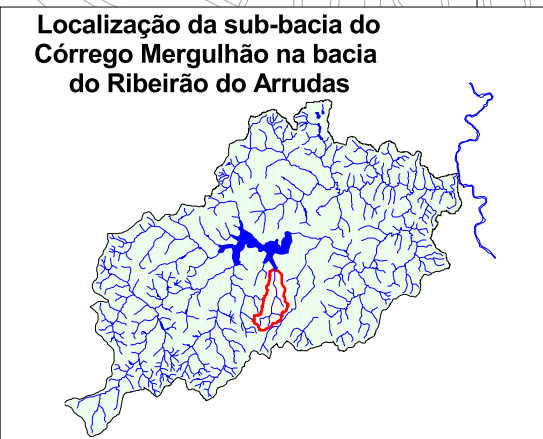 Localização da sub-bacia do
Córrego Mergulhão na bacia
do Ribeirão do Arrudas